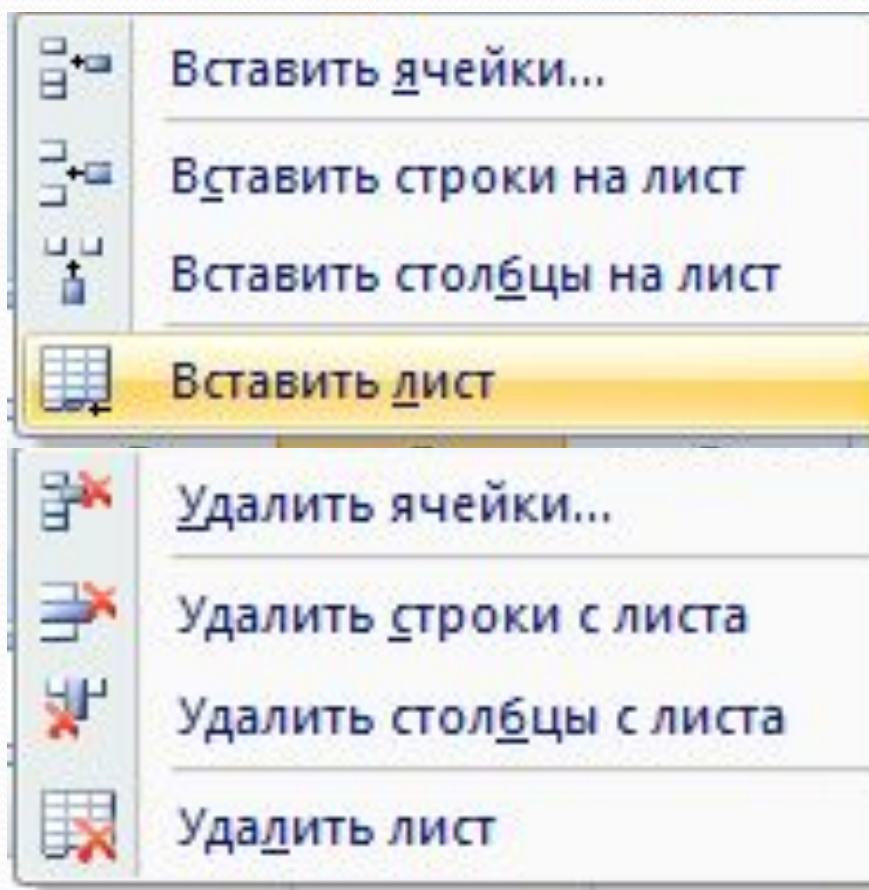 Вставить ячейки...
Вставить строки на лист
Вставить столбцы на лист
Вставить лист
Удалить ячейки...
Удалить строки с листа
Удалить столбцы с листа
Удалить лист